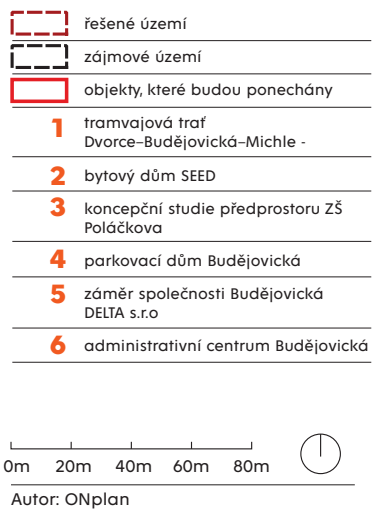 řešené území
zájmové území
objekty, které budou ponechány
1 tramvajová trať
Dvorce–Budějovická–Michle -
2 bytový dům SEED
3 koncepční studie předprostoru ZŠ
Poláčkova
4 parkovací dům Budějovická
5 záměr společnosti Budějovická
DELTA s.r.o
6 administrativní centrum Budějovická
0m 20m 40m 60m 80m
Autor: ONplan